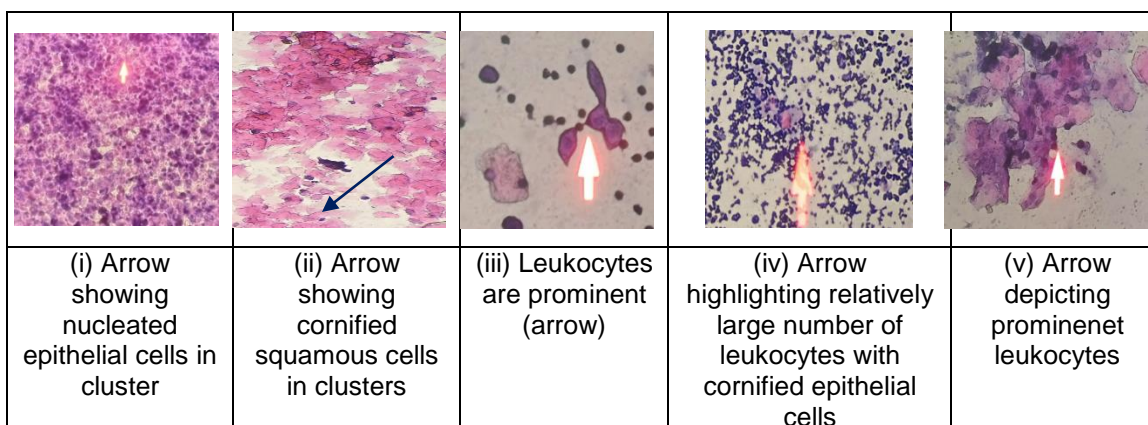 (i) Arrow
showing
nucleated
epithelial cells in
cluster
(ii) Arrow
showing
cornified
squamous cells
in clusters
(iii) Leukocytes
are prominent
(arrow)
(iv) Arrow
highlighting relatively
large number of
leukocytes with
cornified epithelial
cells
(v) Arrow
depicting
prominenet
leukocytes